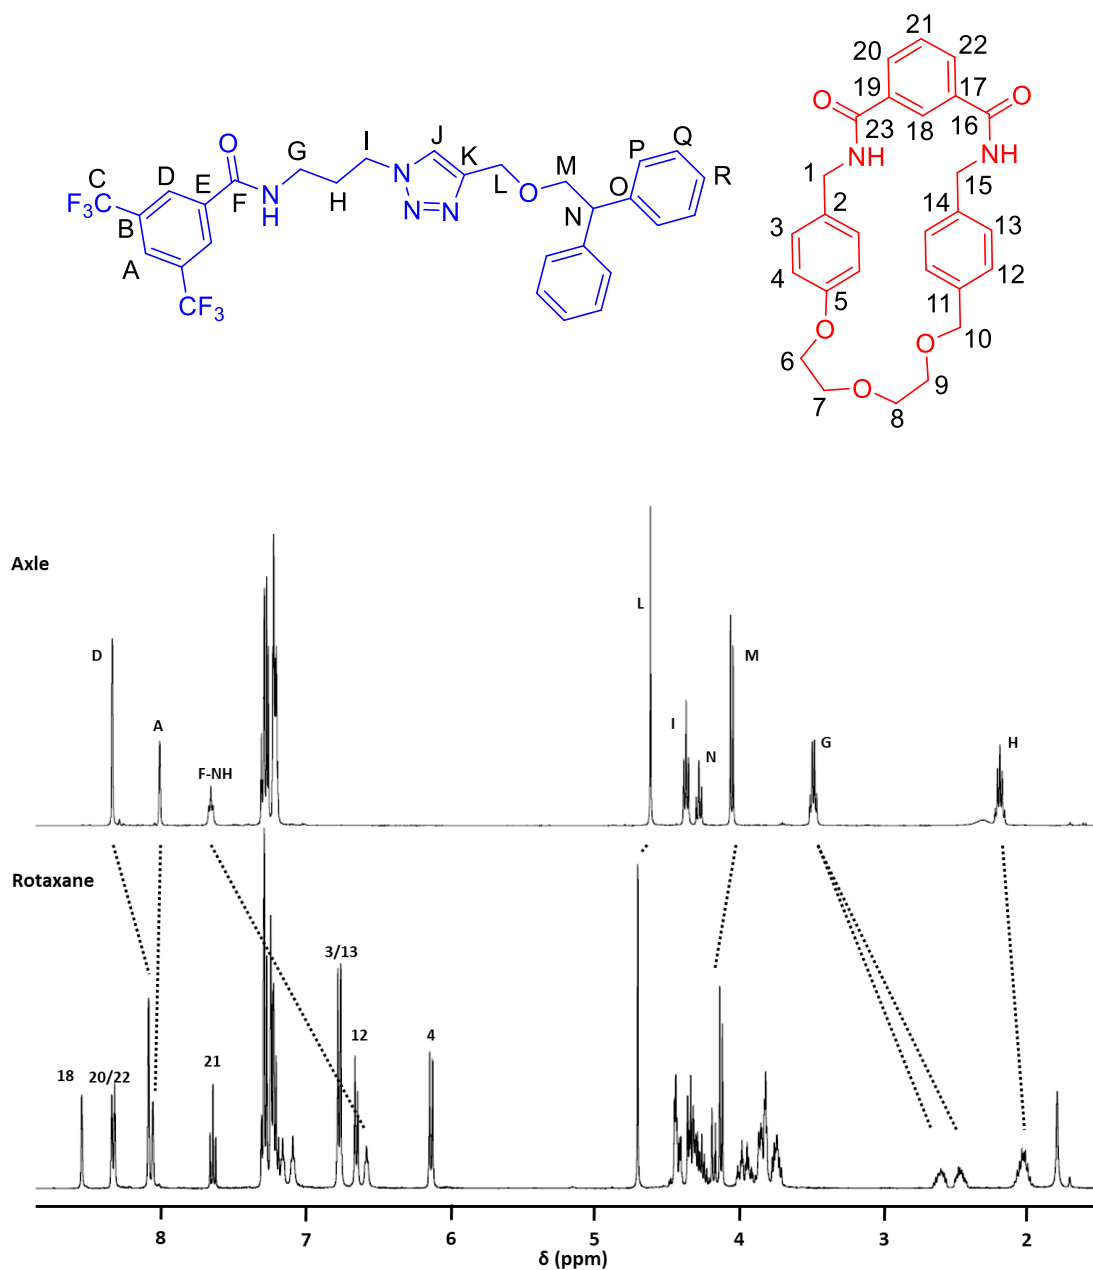 21
20
22
19
17
O
O
23
18
16
NH
NH
1
15
2
14
3
13
4
12
5
11
O
O
10
6
9
O
7
8
I
J
G
K
P
Q
O
M
C
D
E
N
R
F3C
F
N
H
H
N=N
L
O
O
B
N
A
CF3
Axle
L
D
M
A
I
G
H
F-NH
N
Rotaxane
3/13
12
4
21
18
20/22
8
7
6
5
4
3
2
δ (ppm)